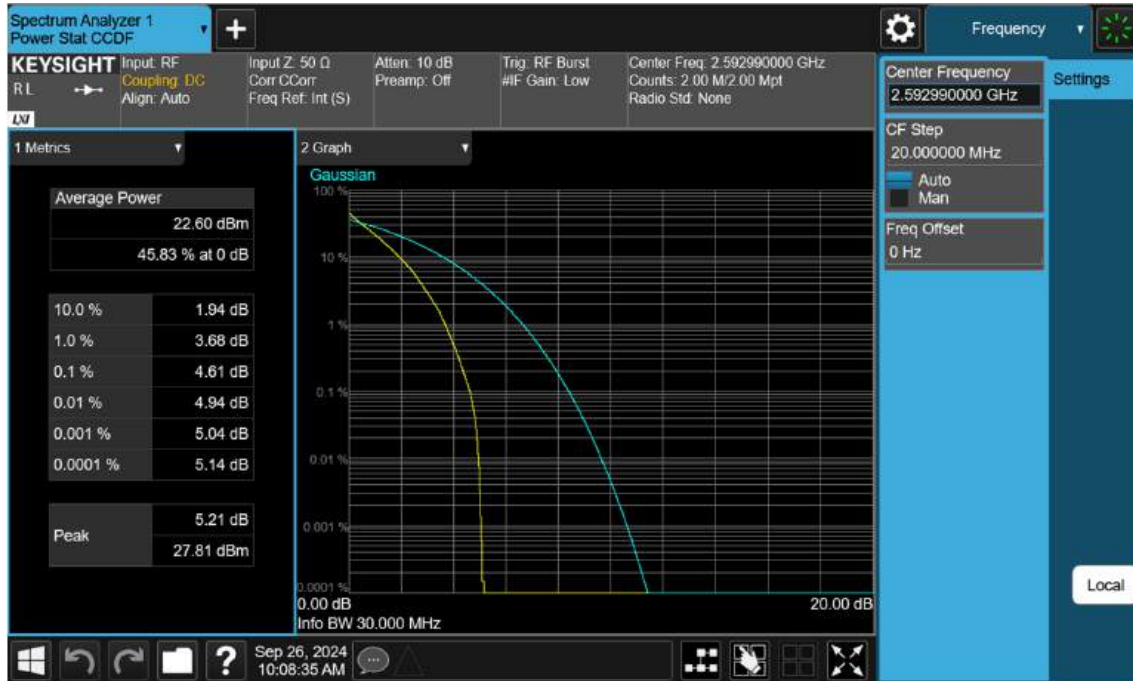 Spectrum Analyzer 1
Power Stat CCDF
+
Frequency
KEYSIGHT
RL
LXI
Input: RF
Coupling: DC
Align: Auto
Input Z: 50 Ω
Corr CCorr
Freq Ref: Int (S)
Atten: 10 dB
Preamp: Off
Trig: RF Burst
#IF Gain: Low
Center Freq: 2.592990000 GHz
Counts: 2.00 M/2.00 Mpt
Radio Std: None
Center Frequency
2.592990000 GHz
Settings
CF Step
20.000000 MHz
Auto
Man
Freq Offset
0 Hz
1 Metrics
Average Power
22.60 dBm
45.83 % at 0 dB
10.0 % 1.94 dB
1.0 % 3.68 dB
0.1 % 4.61 dB
0.01 % 4.94 dB
0.001 % 5.04 dB
0.0001 % 5.14 dB
Peak
5.21 dB
27.81 dBm
2 Graph
Gaussian
100 %
10 %
1 %
0.1 %
0.01 %
0.001 %
0.0001 %
0.00 dB 20.00 dB
Info BW 30.000 MHz
Local
?
Sep 26, 2024
10:08:35 AM